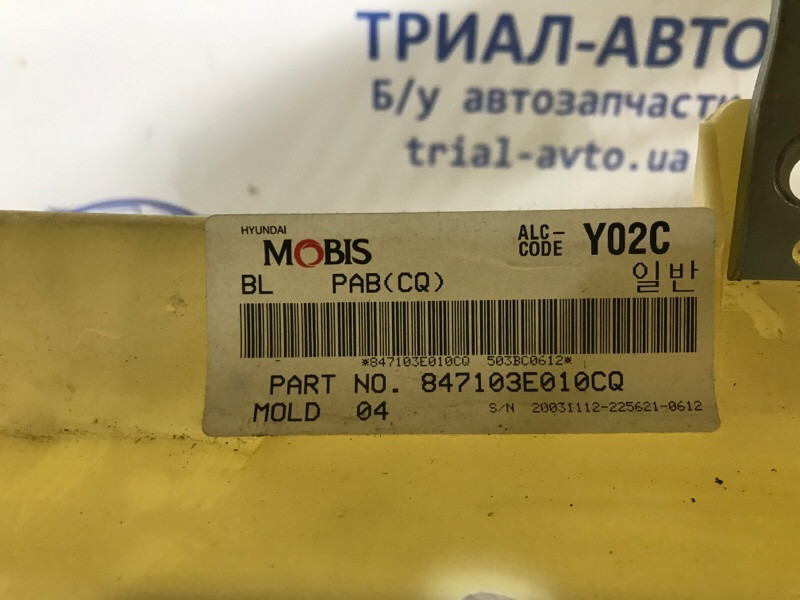 ТРИАЛ-АВТО
Б/у автозапчасти
trial-avto.ua
HYUNDAI
MOBIS
ALC-CODE Y02C
BL PAB(CQ) 일반
*847103E010CQ 503BC0612*
PART NO. 847103E010CQ
MOLD 04 S/N 20031112-225621-0612